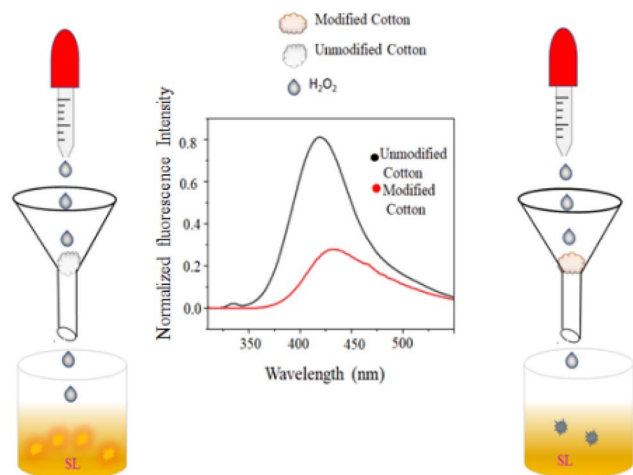 Modified Cotton
Unmodified Cotton
H₂O₂
Normalized fluorescence Intensity
0.8
0.6
0.4
0.2
0.0
Unmodified
Cotton
Modified
Cotton
350
400
450
500
Wavelength (nm)
SL
SL